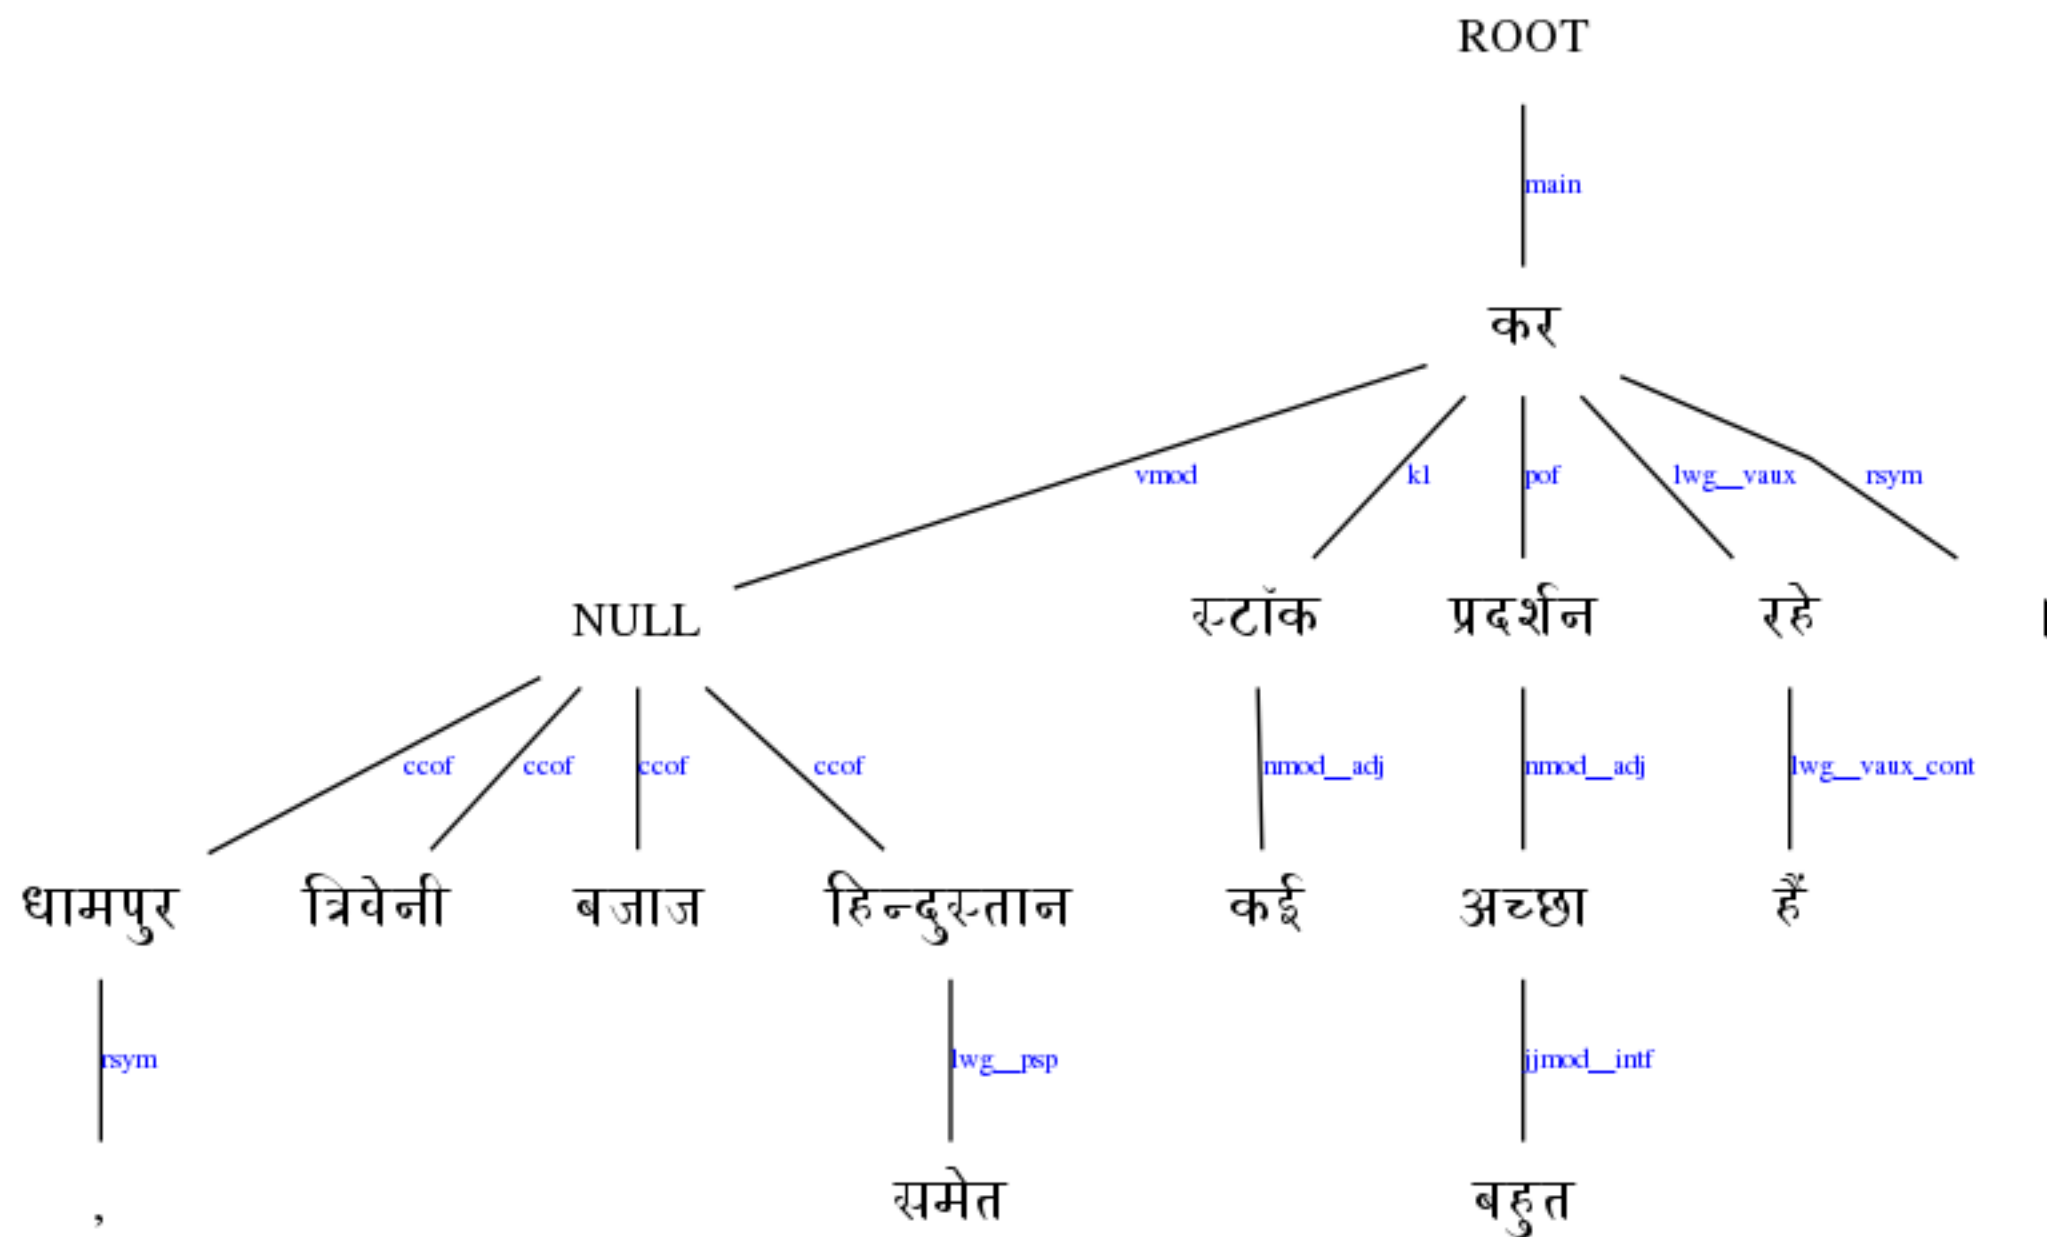 ROOT
main
कर
vmod k1 pof lwg__vaux rsym
NULL स्टॉक प्रदर्शन रहे ।
ccof ccof ccof ccof nmod__adj nmod__adj lwg__vaux_cont
धामपुर त्रिवेनी बजाज हिन्दुस्तान कई अच्छा हैं
rsym lwg__psp jjmod__intf
, समेत बहुत